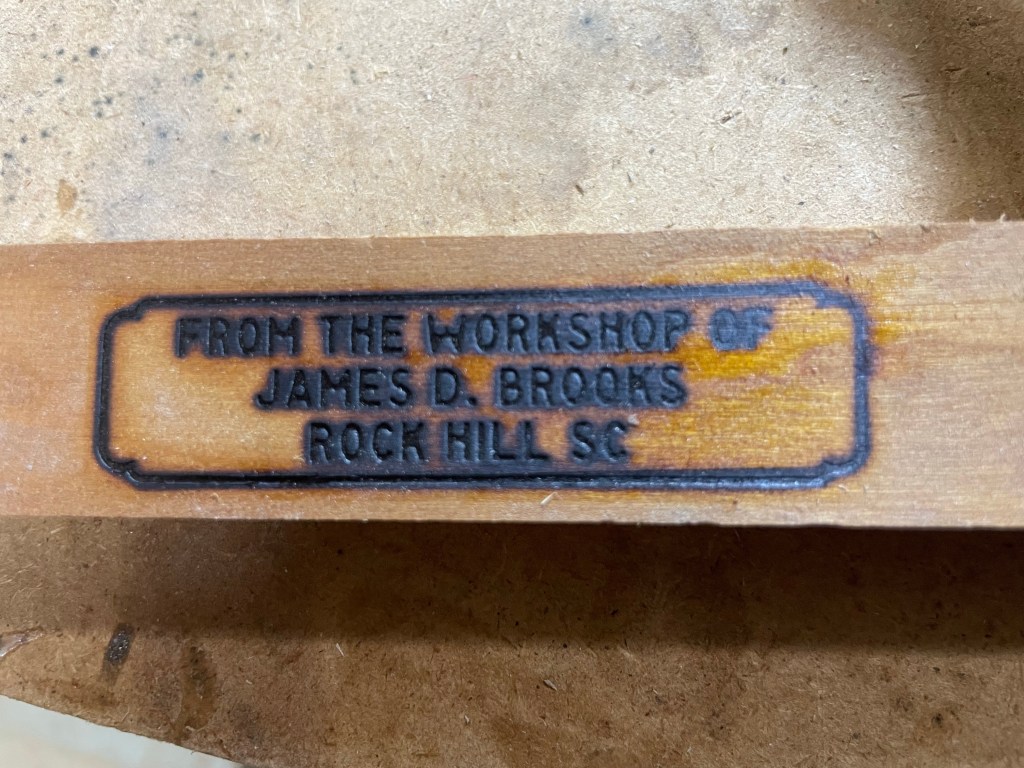 FROM THE WORKSHOP OF
JAMES D. BROOKS
ROCK HILL SC